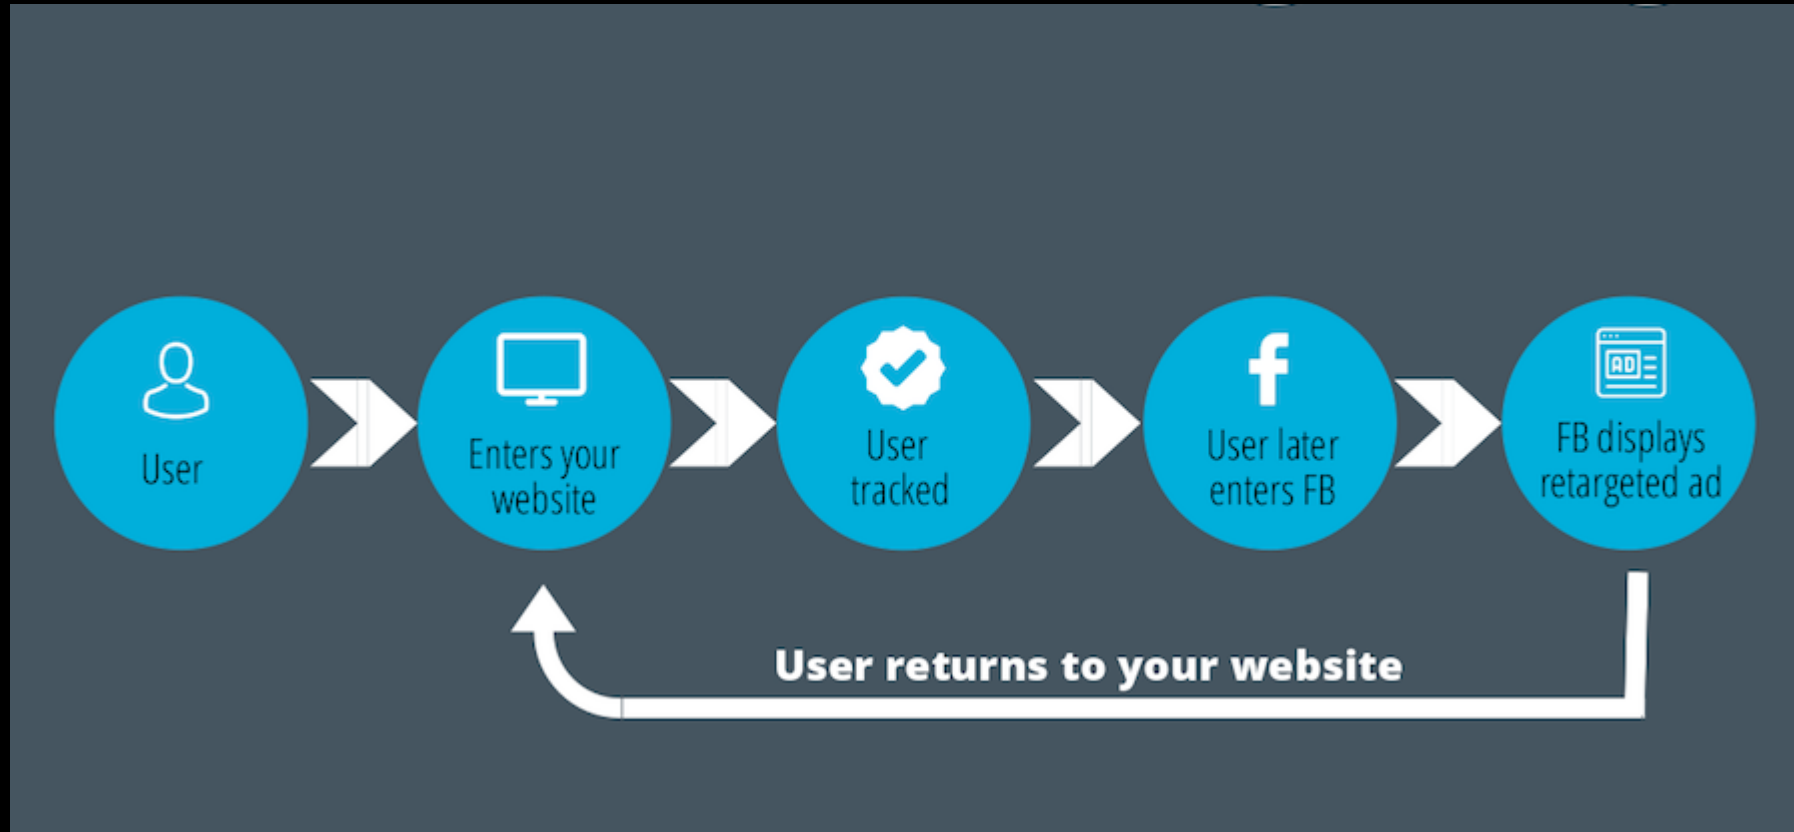 User
Enters your
website
User
tracked
User later
enters FB
AD
FB displays
retargeted ad
User returns to your website